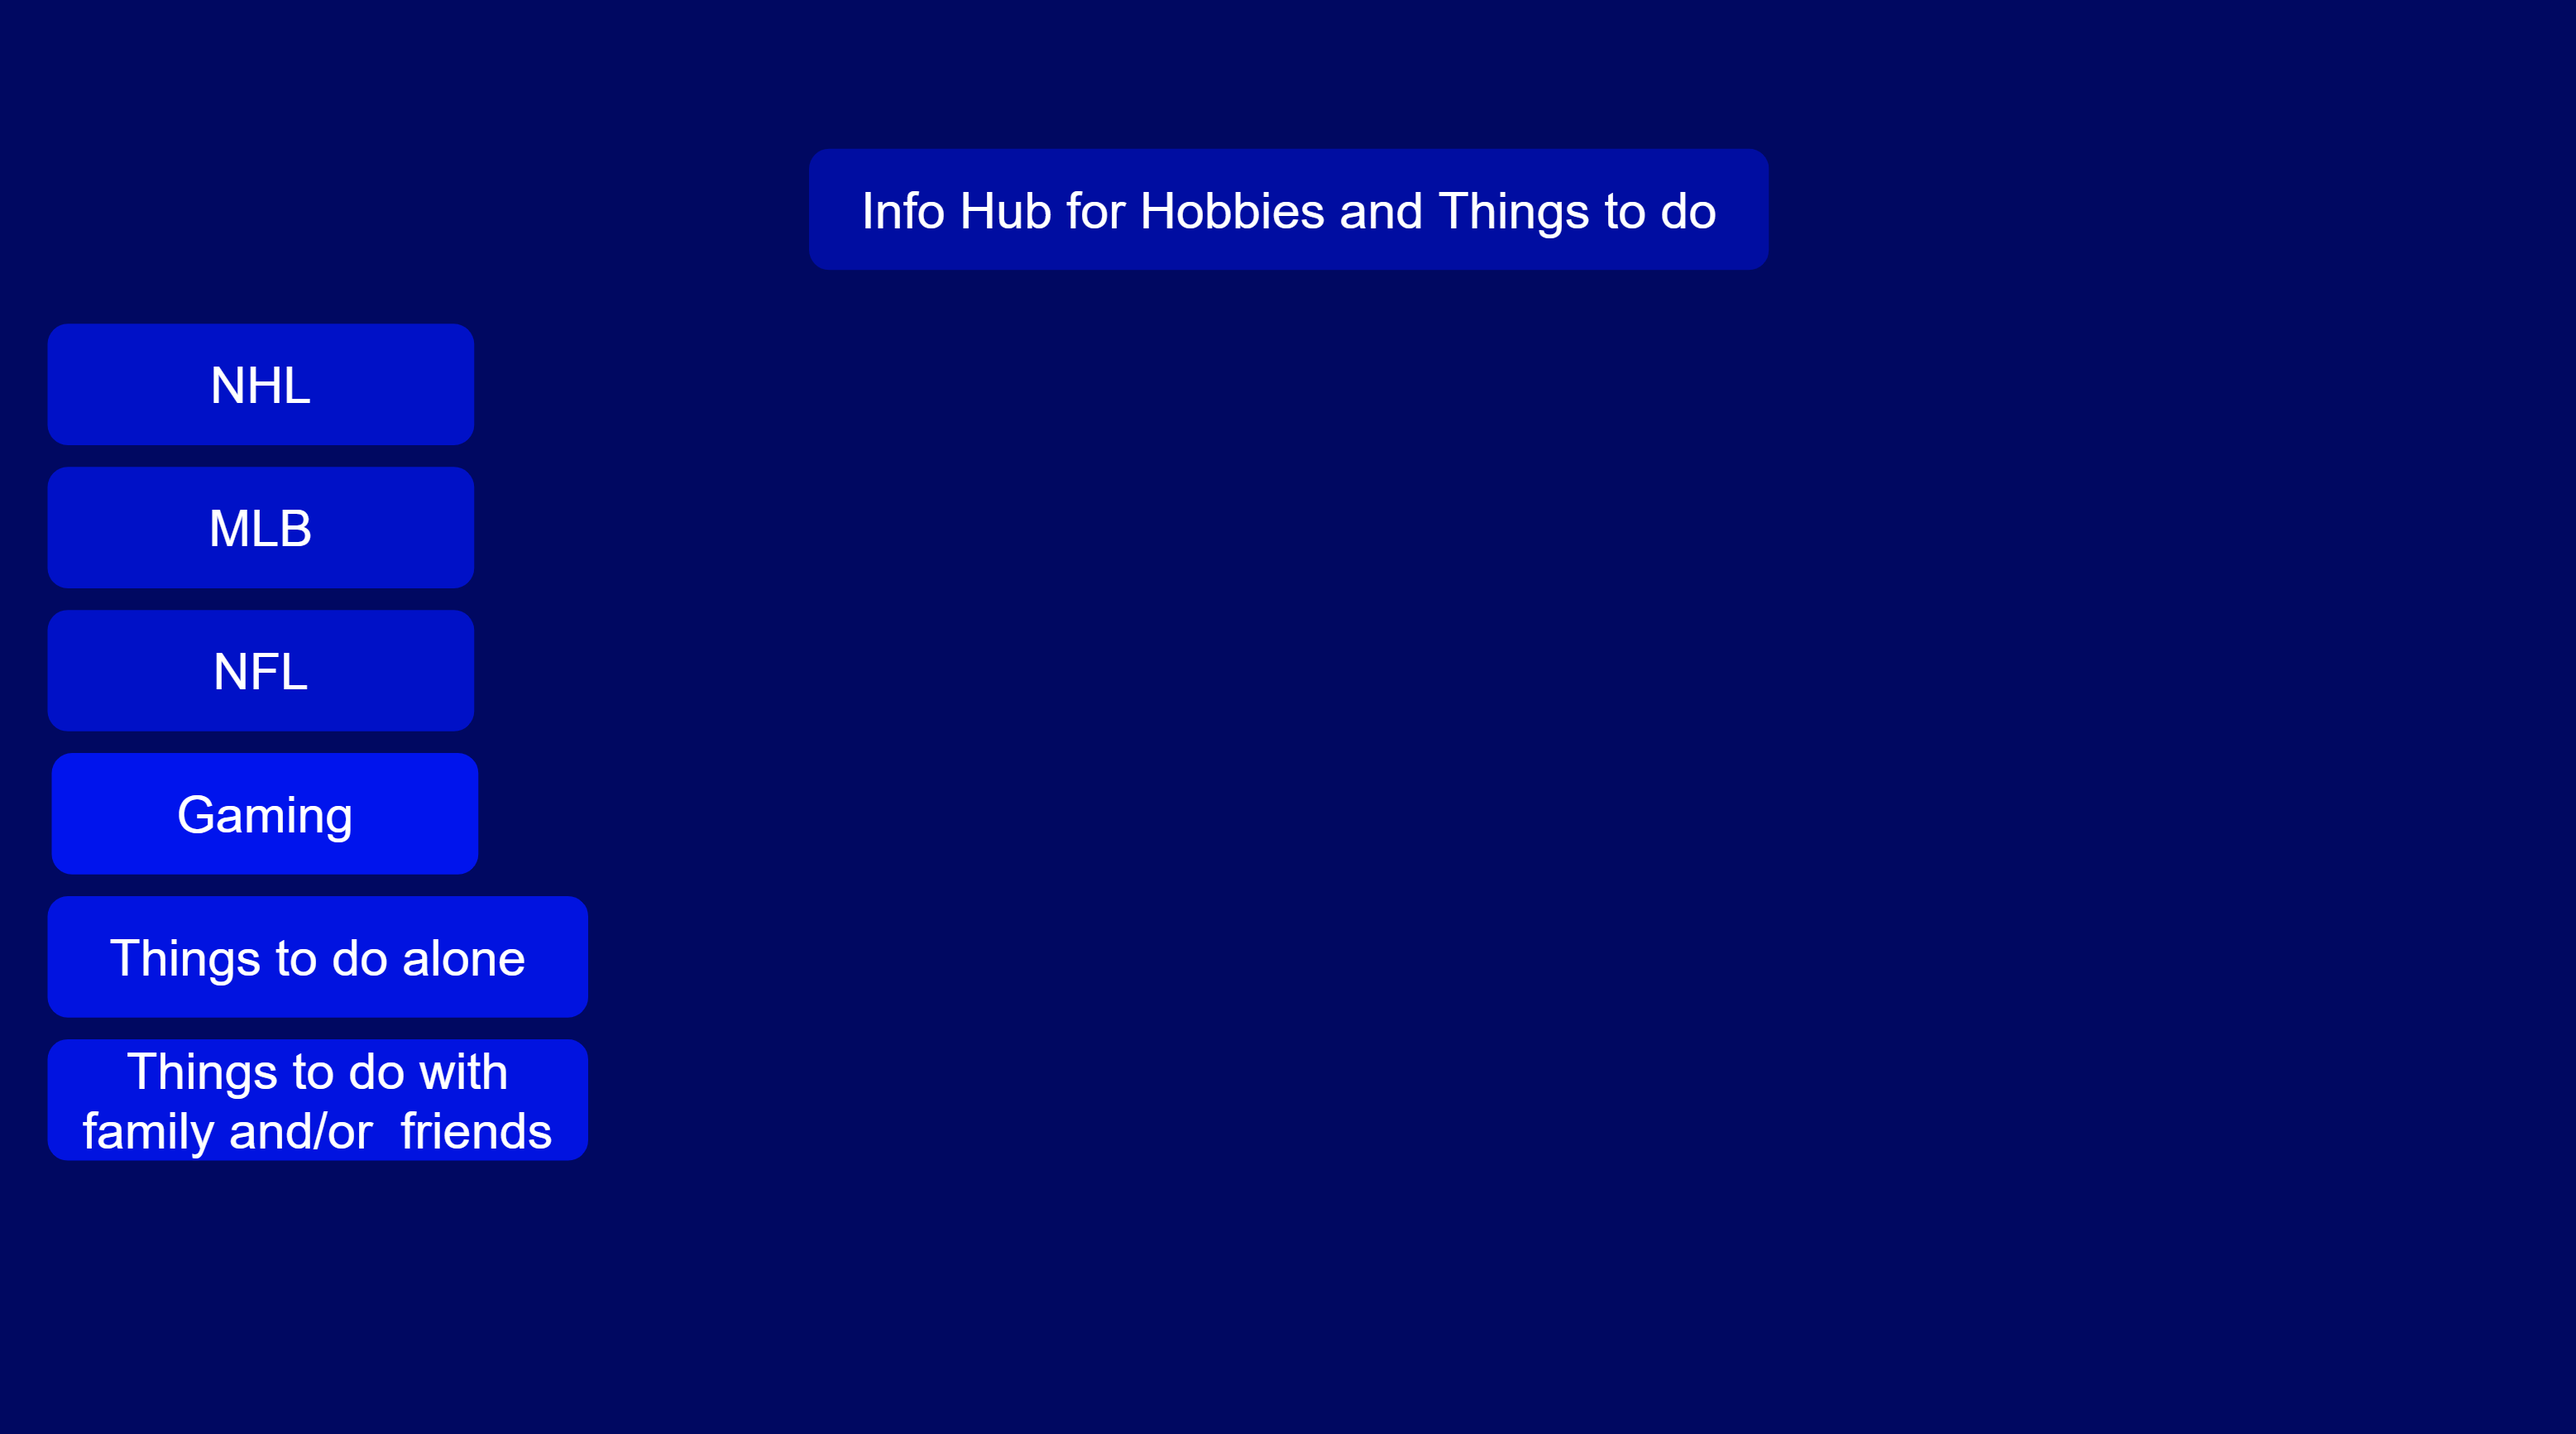 Info Hub for Hobbies and Things to do
NHL
MLB
NFL
Gaming
Things to do alone
Things to do with
family and/or  friends